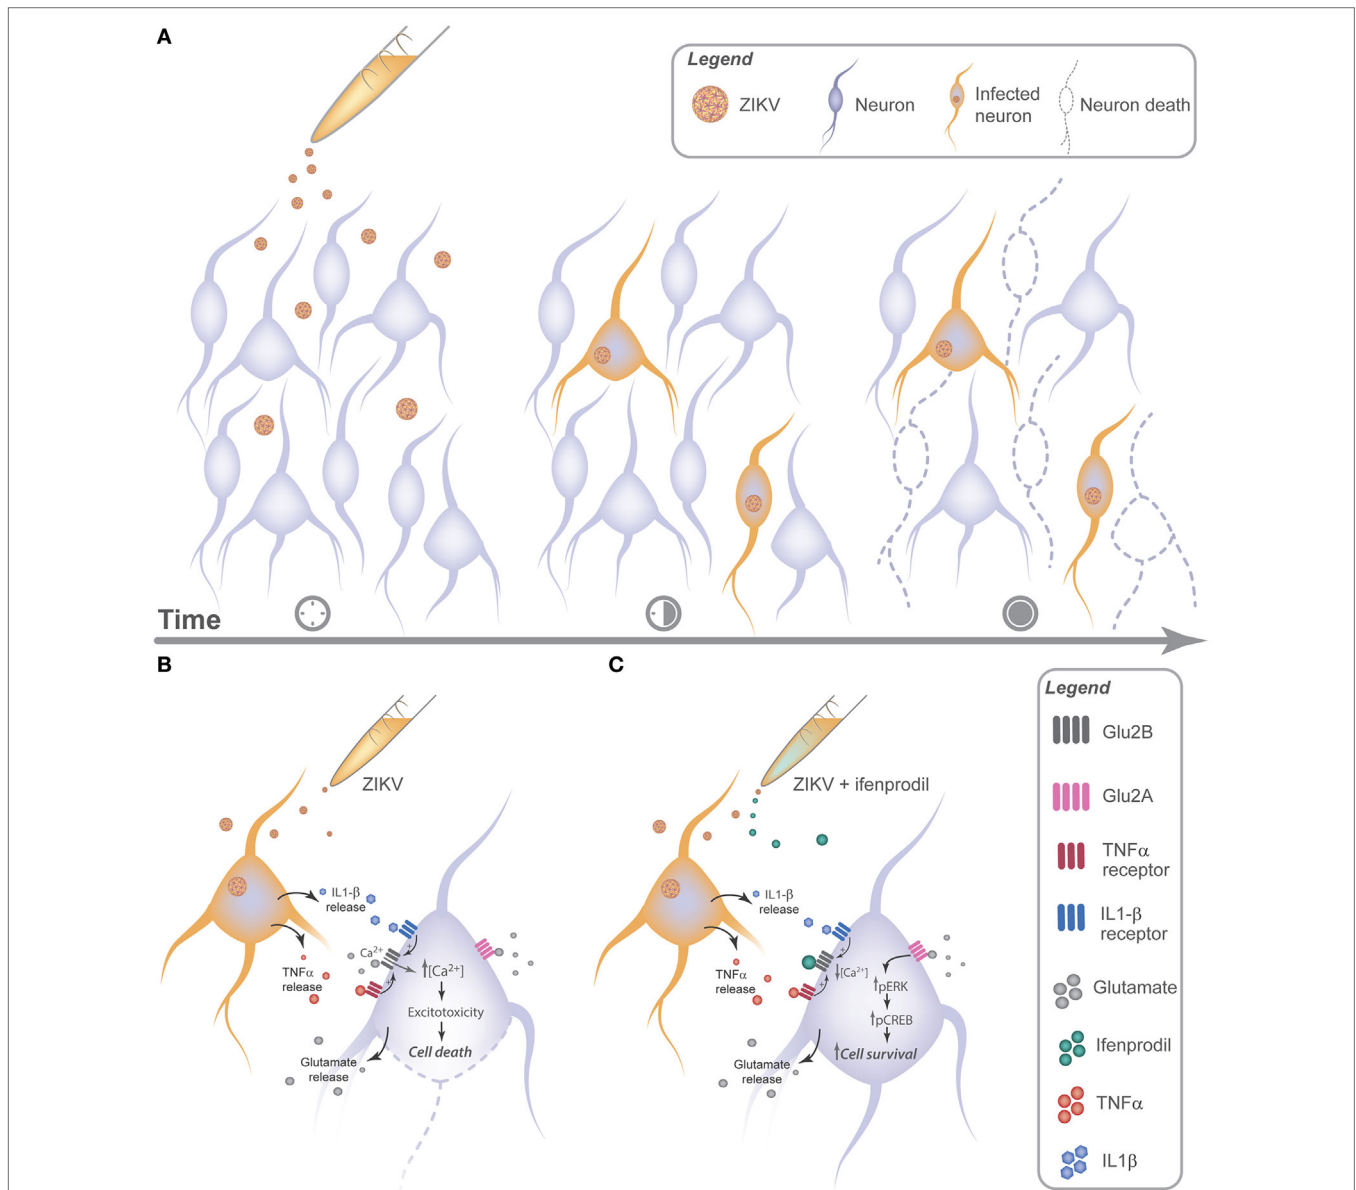 A
Legend
ZIKV
Neuron
Infected
neuron
Neuron death
Time
B
ZIKV
IL1-β
release
TNFα
release
Ca²⁺
+
+
↑[Ca²⁺]
Excitotoxicity
Cell death
Glutamate
release
C
ZIKV + ifenprodil
IL1-β
release
TNFα
release
+
+
↓[Ca²⁺]
↑pERK
↑pCREB
↑Cell survival
Glutamate
release
Legend
Glu2B
Glu2A
TNFα
receptor
IL1-β
receptor
Glutamate
Ifenprodil
TNFα
IL1β